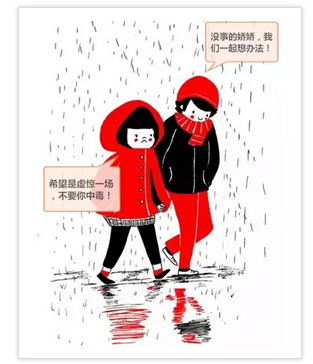 没事的娇娇，我
们一起想办法！
希望是虚惊一场
，不要你中毒！